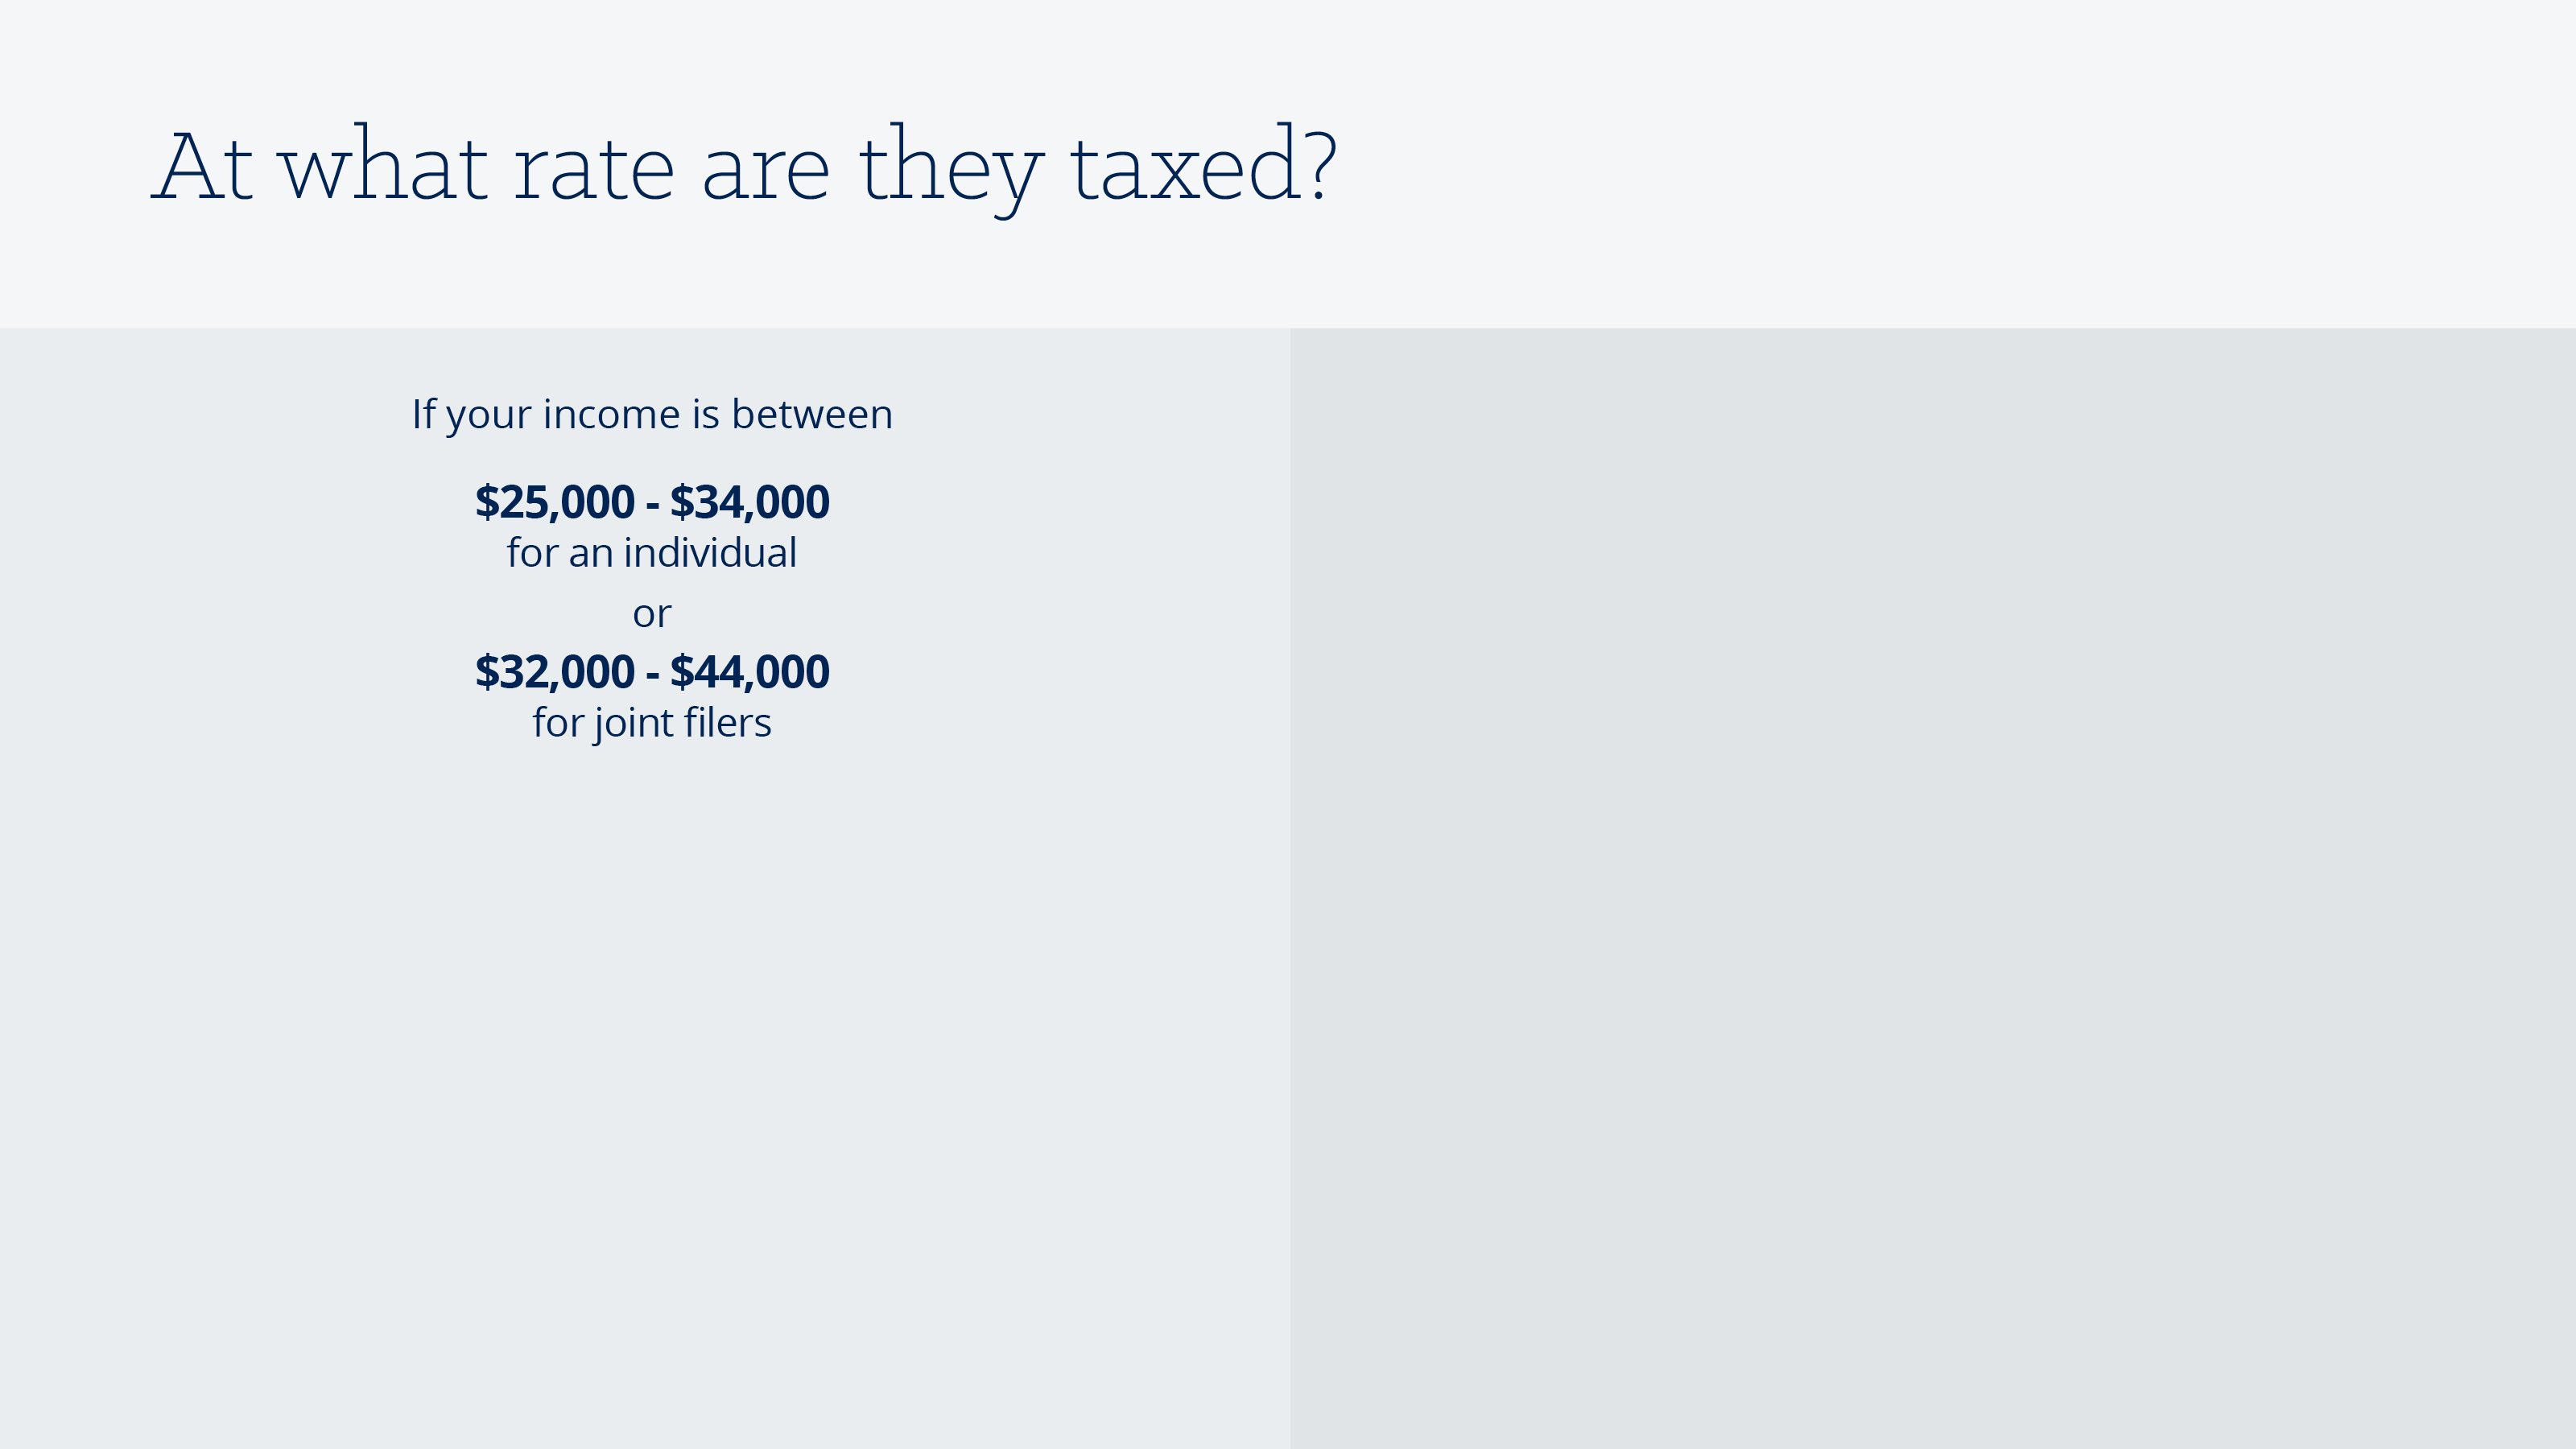 At what rate are they taxed?
If your income is between
$25,000 - $34,000
for an individual
or
$32,000 - $44,000
for joint filers